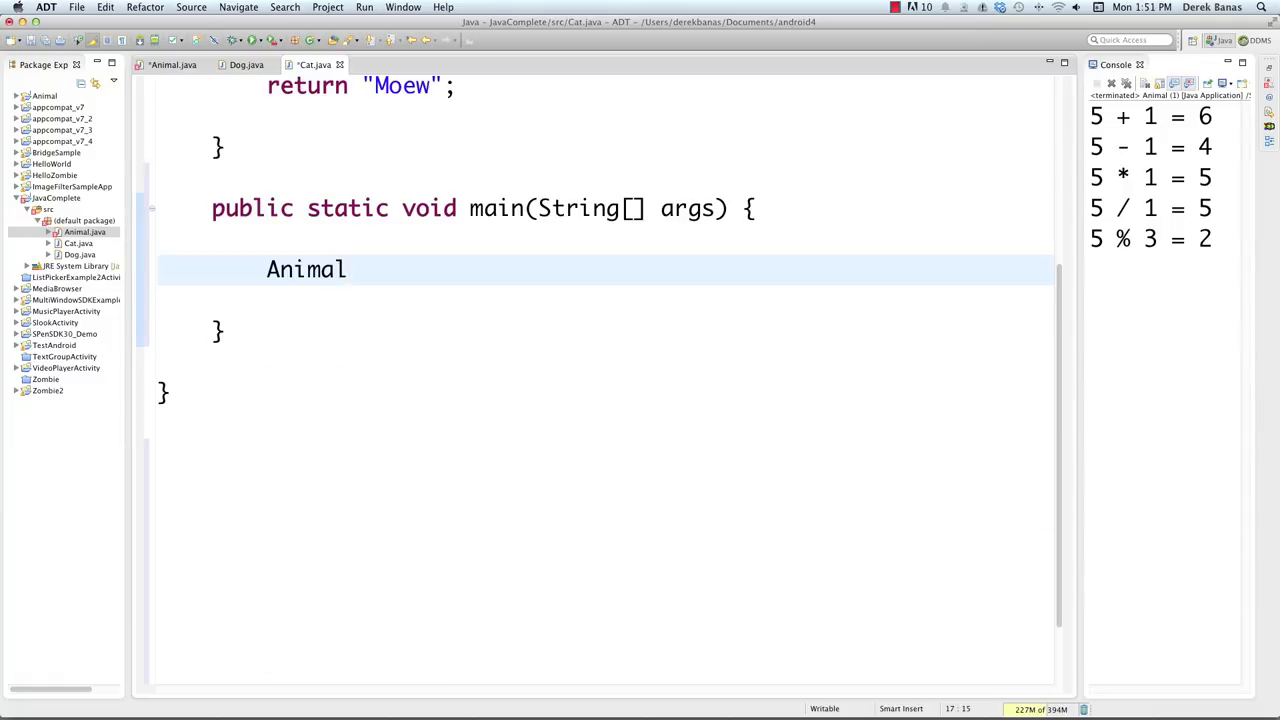 ADT File Edit Refactor Source Navigate Search Project Run Window Help 10 Mon 1:51 PM Derek Banas
Java - JavaComplete/src/Cat.java - ADT - /Users/derekbanas/Documents/android4
Quick Access Java DDMS
Package Exp
Animal
appcompat_v7
appcompat_v7_2
appcompat_v7_3
appcompat_v7_4
BridgeSample
HelloWorld
HelloZombie
ImageFilterSampleApp
JavaComplete
src
(default package)
Animal.java
Cat.java
Dog.java
JRE System Library [Ja
ListPickerExample2Activi
MediaBrowser
MultiWindowSDKExample
MusicPlayerActivity
SlookActivity
SPenSDK30_Demo
TestAndroid
TextGroupActivity
VideoPlayerActivity
Zombie
Zombie2
*Animal.java Dog.java *Cat.java
return "Moew";
}
public static void main(String[] args) {
Animal
}
}
Console
<terminated> Animal (1) [Java Application] /S
5 + 1 = 6
5 - 1 = 4
5 * 1 = 5
5 / 1 = 5
5 % 3 = 2
Writable Smart Insert 17 : 15 227M of 394M